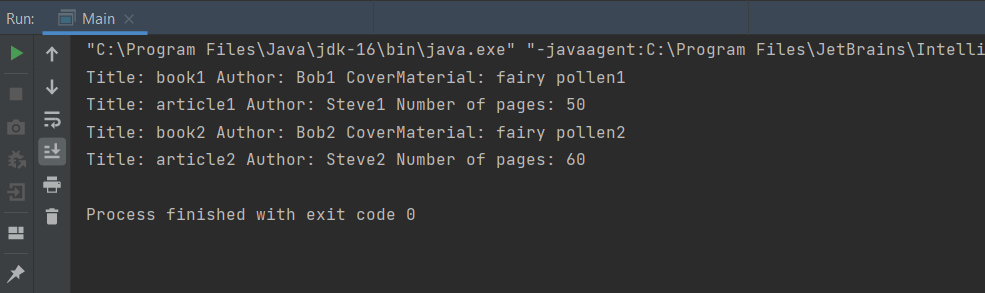 Run: Main
"C:\Program Files\Java\jdk-16\bin\java.exe" "-javaagent:C:\Program Files\JetBrains\Intelli
Title: book1 Author: Bob1 CoverMaterial: fairy pollen1
Title: article1 Author: Steve1 Number of pages: 50
Title: book2 Author: Bob2 CoverMaterial: fairy pollen2
Title: article2 Author: Steve2 Number of pages: 60
Process finished with exit code 0